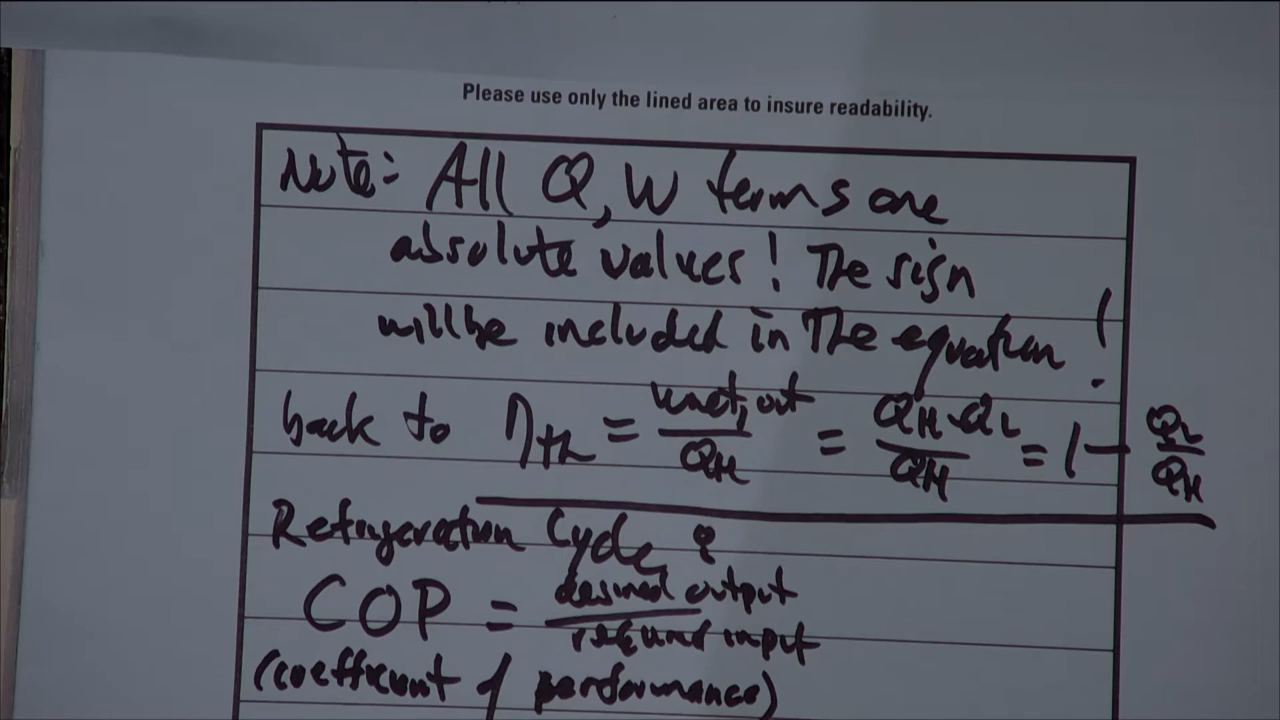 Please use only the lined area to insure readability.
Note: All Q, W terms are
absolute values! The sign
will be included in The equation!
back to ηth = Wnet, out / QH = QH - QL / QH = 1 - QL / QH
Refrigeration Cycle:
COP = desired output / required input
(coefficient of performance)